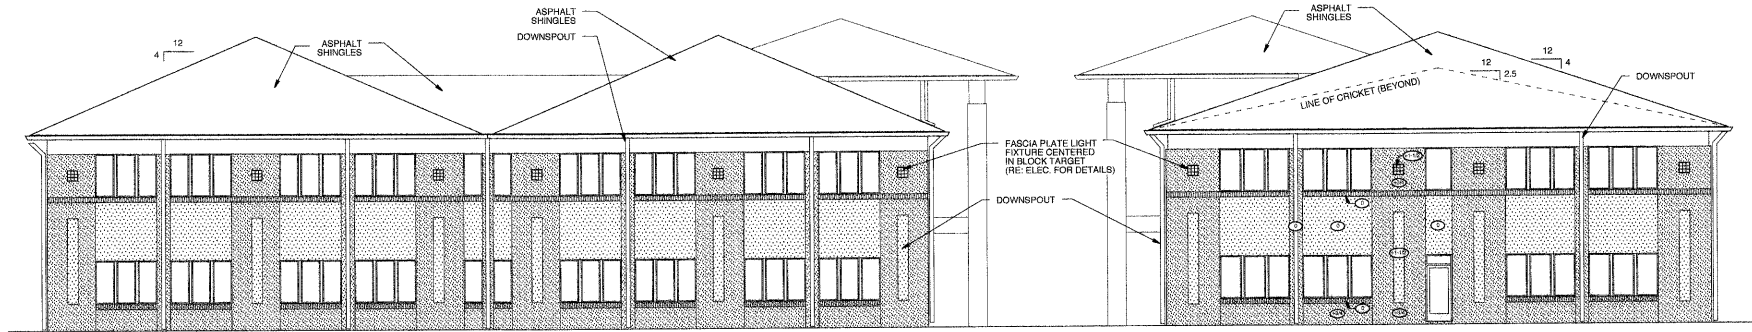 12
4
ASPHALT
SHINGLES
ASPHALT
SHINGLES
DOWNSPOUT
FASCIA PLATE LIGHT
FIXTURE CENTERED
IN BLOCK TARGET
(RE: ELEC. FOR DETAILS)
DOWNSPOUT
ASPHALT
SHINGLES
12
4
12
2.5
LINE OF CRICKET (BEYOND)
DOWNSPOUT